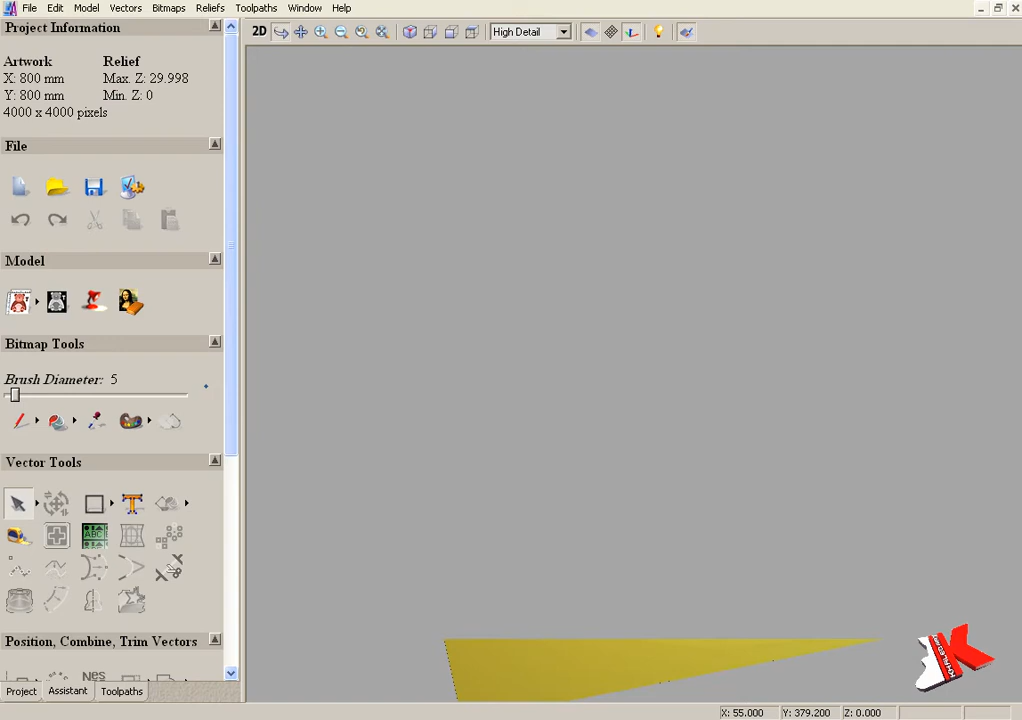 File Edit Model Vectors Bitmaps Reliefs Toolpaths Window Help
Project Information
2D
High Detail
Artwork Relief
X: 800 mm Max. Z: 29.998
Y: 800 mm Min. Z: 0
4000 x 4000 pixels
File
Model
Bitmap Tools
Brush Diameter: 5
Vector Tools
T
ABC
Position, Combine, Trim Vectors
Nes
Project Assistant Toolpaths
X: 55.000 Y: 379.200 Z: 0.000